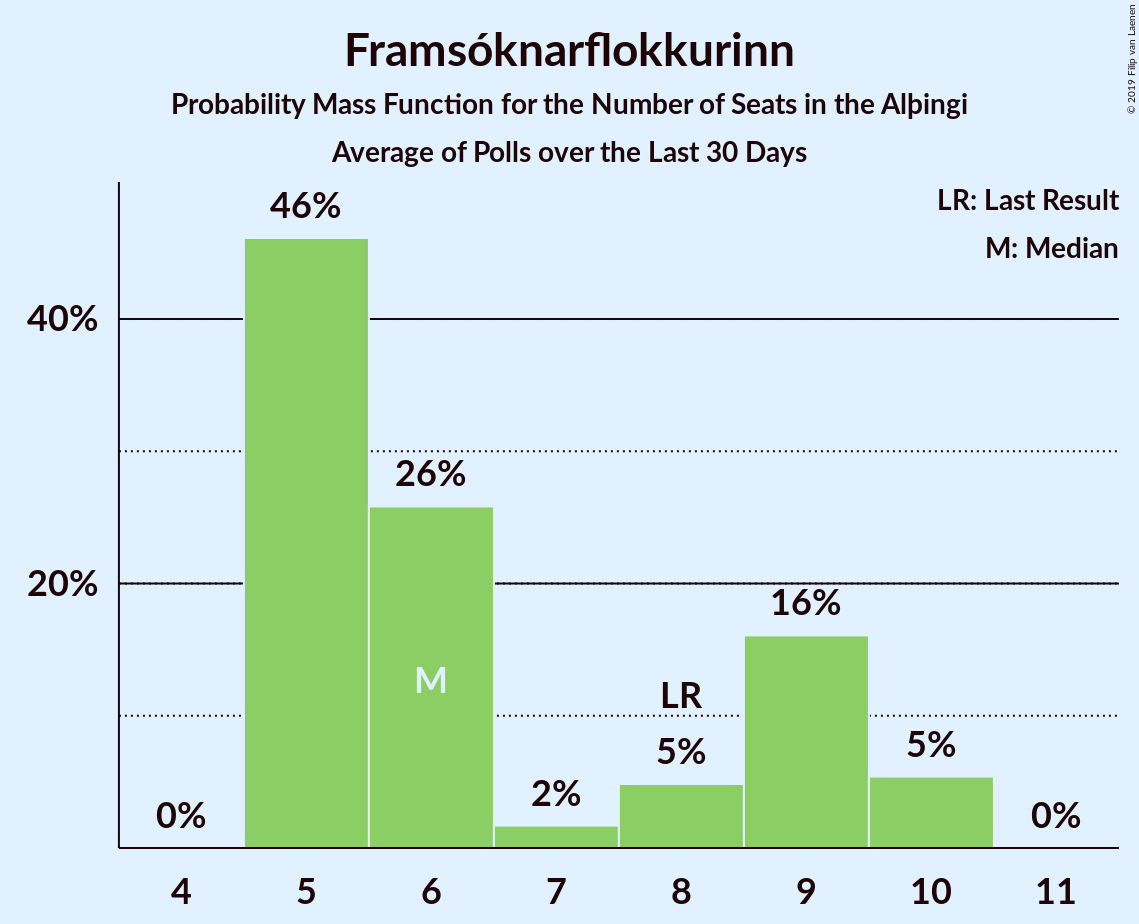 Framsóknarflokkurinn
Probability Mass Function for the Number of Seats in the Alþingi
Average of Polls over the Last 30 Days
© 2019 Filip van Laenen
LR: Last Result
M: Median
46%
40%
26%
20%
16%
M
LR
5%
5%
2%
0%
0%
4 5 6 7 8 9 10 11